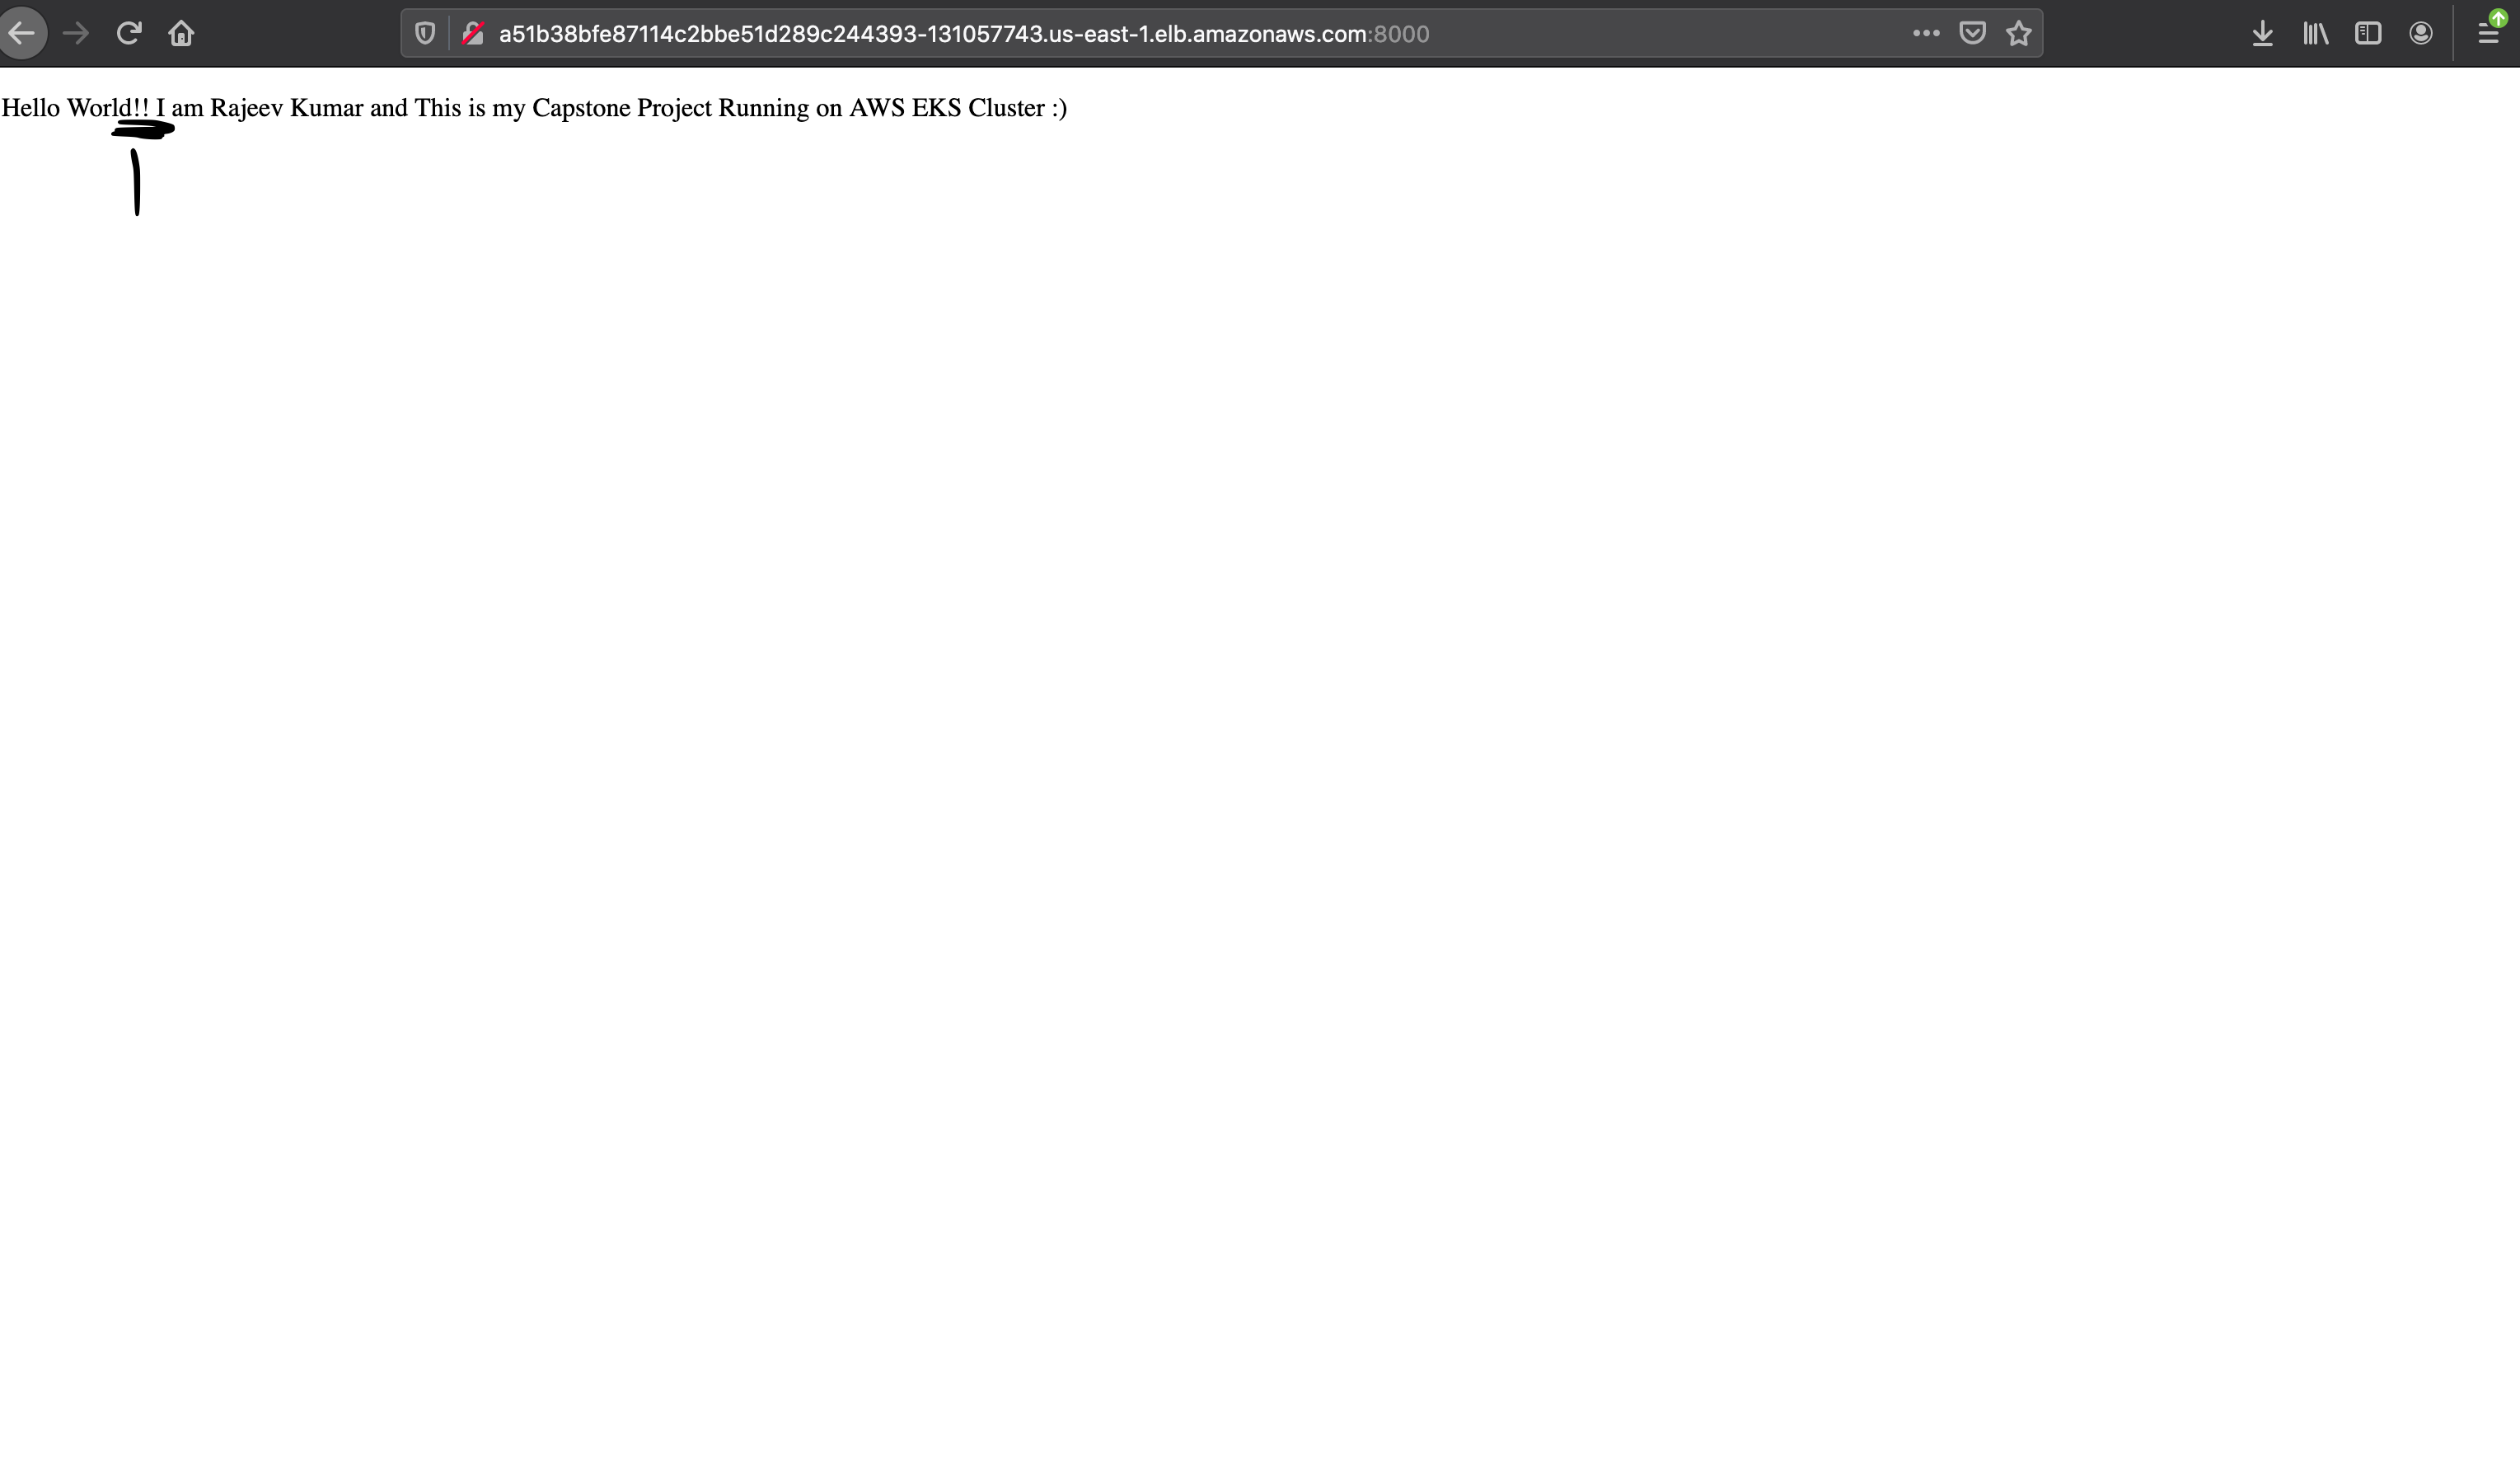 a51b38bfe87114c2bbe51d289c244393-131057743.us-east-1.elb.amazonaws.com:8000
Hello World!! I am Rajeev Kumar and This is my Capstone Project Running on AWS EKS Cluster :)